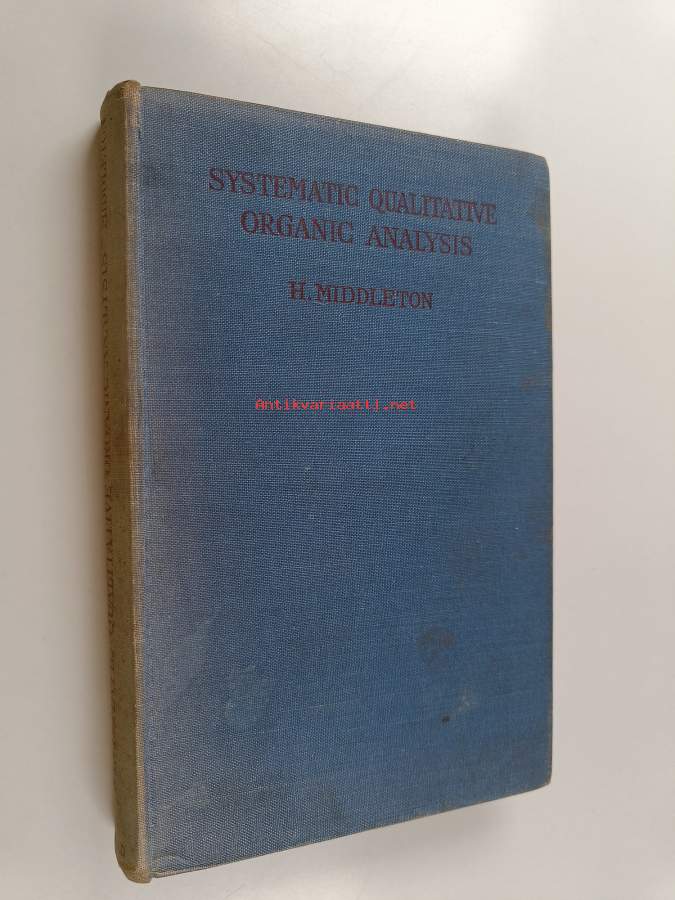 SYSTEMATIC QUALITATIVE
ORGANIC ANALYSIS
H. MIDDLETON
Antikvariaatti.net